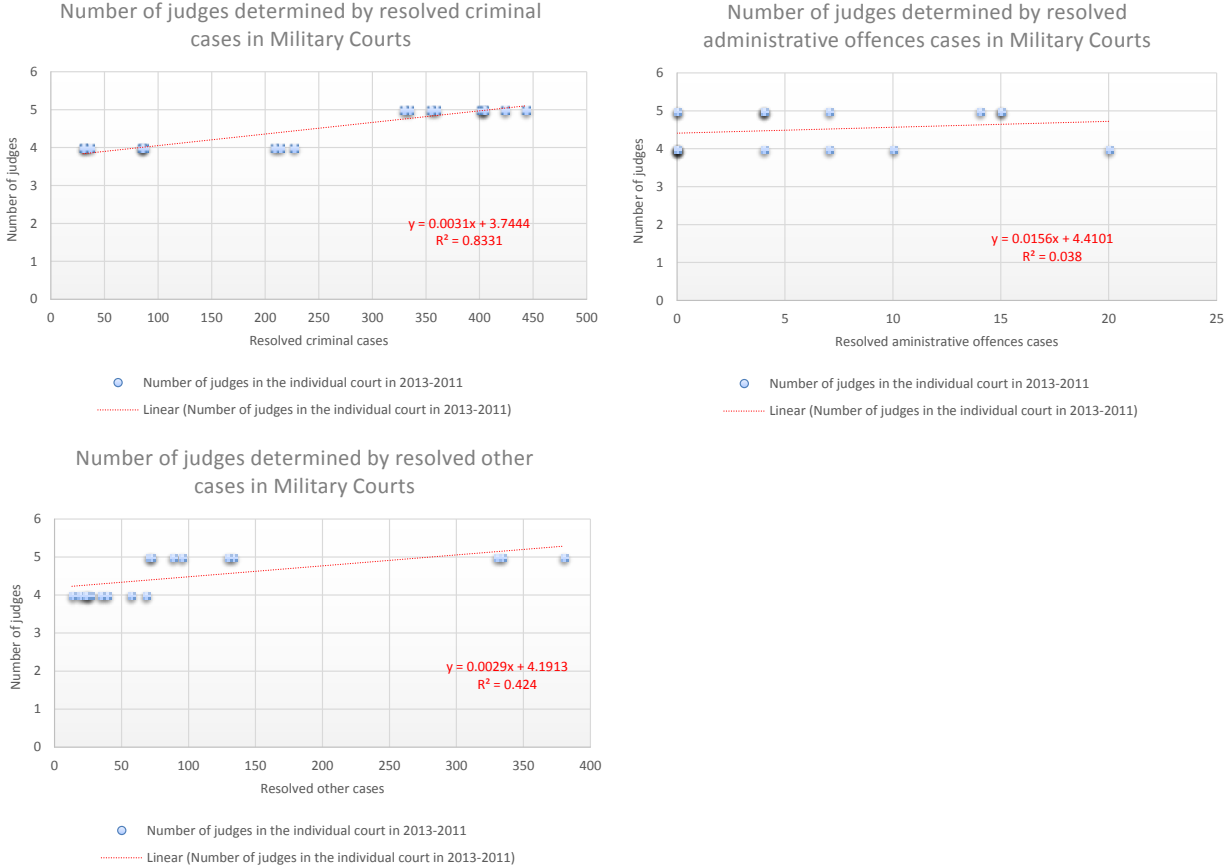 Number of judges determined by resolved criminal
cases in Military Courts
6
5
4
3
2
1
0
Number of judges
y = 0.0031x + 3.7444
R² = 0.8331
0 50 100 150 200 250 300 350 400 450 500
Resolved criminal cases
Number of judges in the individual court in 2013-2011
Linear (Number of judges in the individual court in 2013-2011)
Number of judges determined by resolved
administrative offences cases in Military Courts
6
5
4
3
2
1
0
Number of judges
y = 0.0156x + 4.4101
R² = 0.038
0 5 10 15 20 25
Resolved aministrative offences cases
Number of judges in the individual court in 2013-2011
Linear (Number of judges in the individual court in 2013-2011)
Number of judges determined by resolved other
cases in Military Courts
6
5
4
3
2
1
0
Number of judges
y = 0.0029x + 4.1913
R² = 0.424
0 50 100 150 200 250 300 350 400
Resolved other cases
Number of judges in the individual court in 2013-2011
Linear (Number of judges in the individual court in 2013-2011)